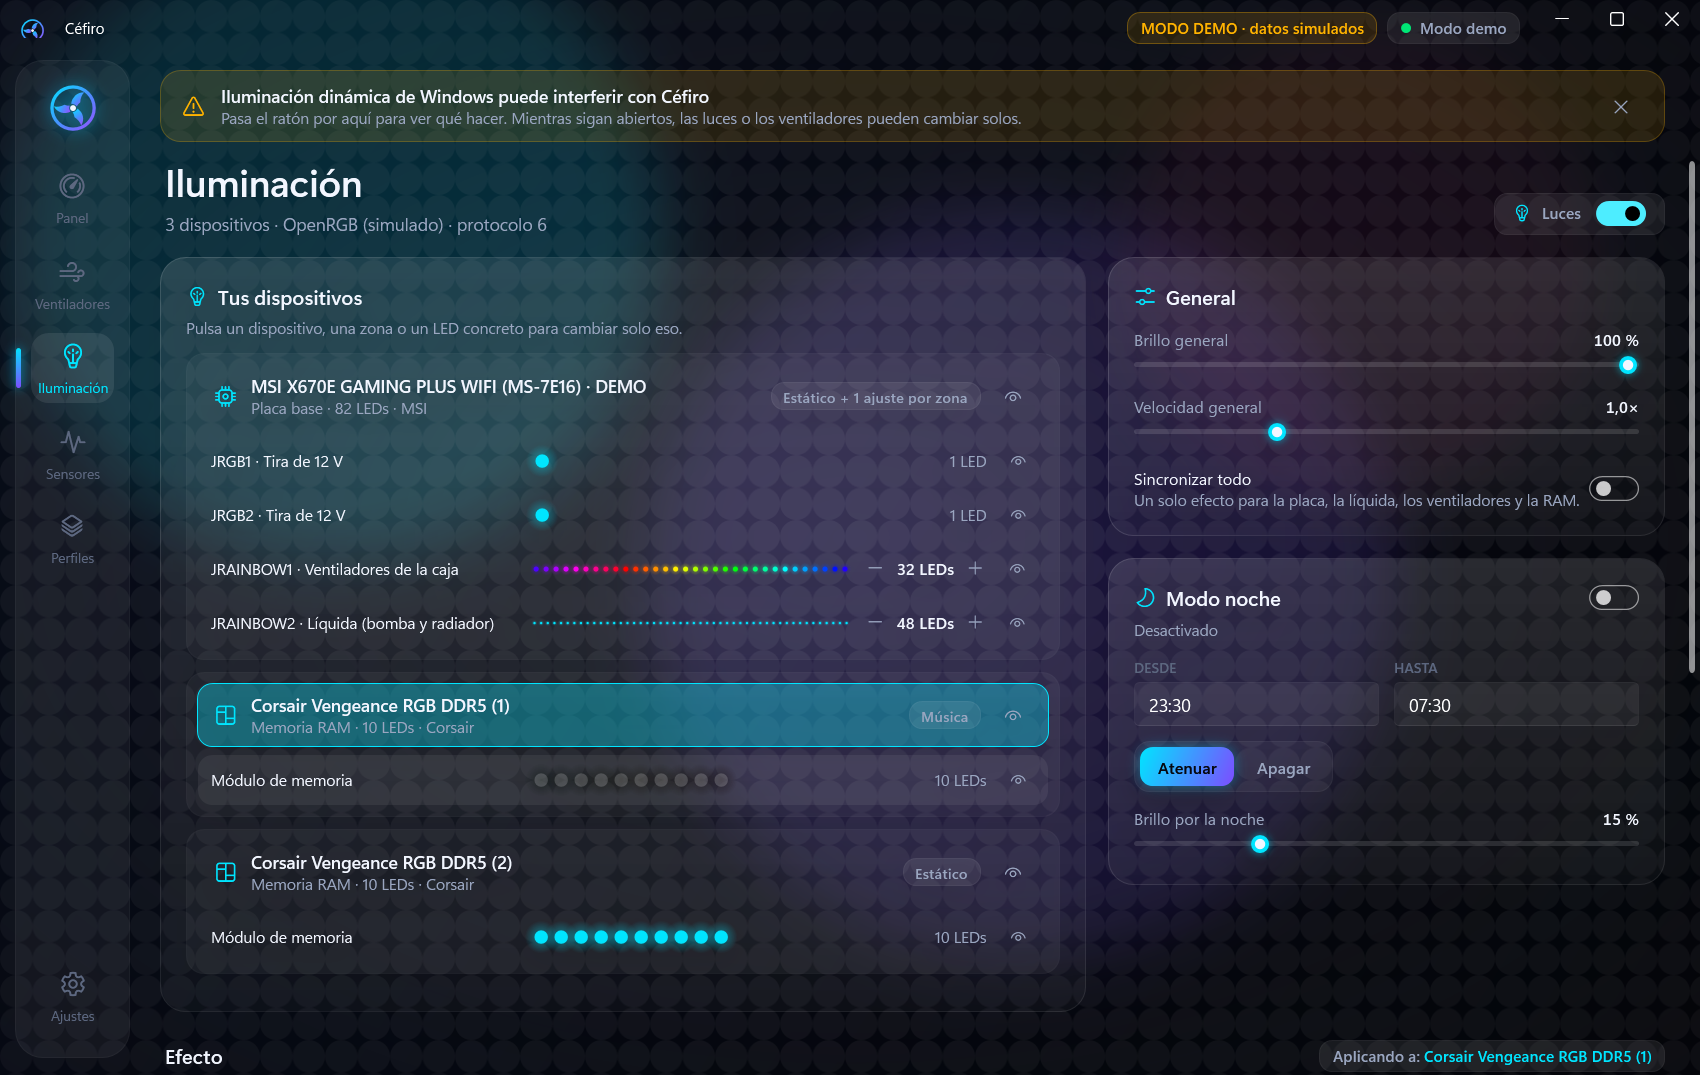 Céfiro
MODO DEMO · datos simulados
Modo demo
Iluminación dinámica de Windows puede interferir con Céfiro
Pasa el ratón por aquí para ver qué hacer. Mientras sigan abiertos, las luces o los ventiladores pueden cambiar solos.
Panel
Ventiladores
Iluminación
Sensores
Perfiles
Ajustes
Iluminación
3 dispositivos · OpenRGB (simulado) · protocolo 6
Luces
Tus dispositivos
Pulsa un dispositivo, una zona o un LED concreto para cambiar solo eso.
MSI X670E GAMING PLUS WIFI (MS-7E16) · DEMO
Placa base · 82 LEDs · MSI
Estático + 1 ajuste por zona
JRGB1 · Tira de 12 V
1 LED
JRGB2 · Tira de 12 V
1 LED
JRAINBOW1 · Ventiladores de la caja
32 LEDs
JRAINBOW2 · Líquida (bomba y radiador)
48 LEDs
Corsair Vengeance RGB DDR5 (1)
Memoria RAM · 10 LEDs · Corsair
Música
Módulo de memoria
10 LEDs
Corsair Vengeance RGB DDR5 (2)
Memoria RAM · 10 LEDs · Corsair
Estático
Módulo de memoria
10 LEDs
General
Brillo general
100 %
Velocidad general
1,0×
Sincronizar todo
Un solo efecto para la placa, la líquida, los ventiladores y la RAM.
Modo noche
Desactivado
DESDE
HASTA
23:30
07:30
Atenuar
Apagar
Brillo por la noche
15 %
Efecto
Aplicando a: Corsair Vengeance RGB DDR5 (1)